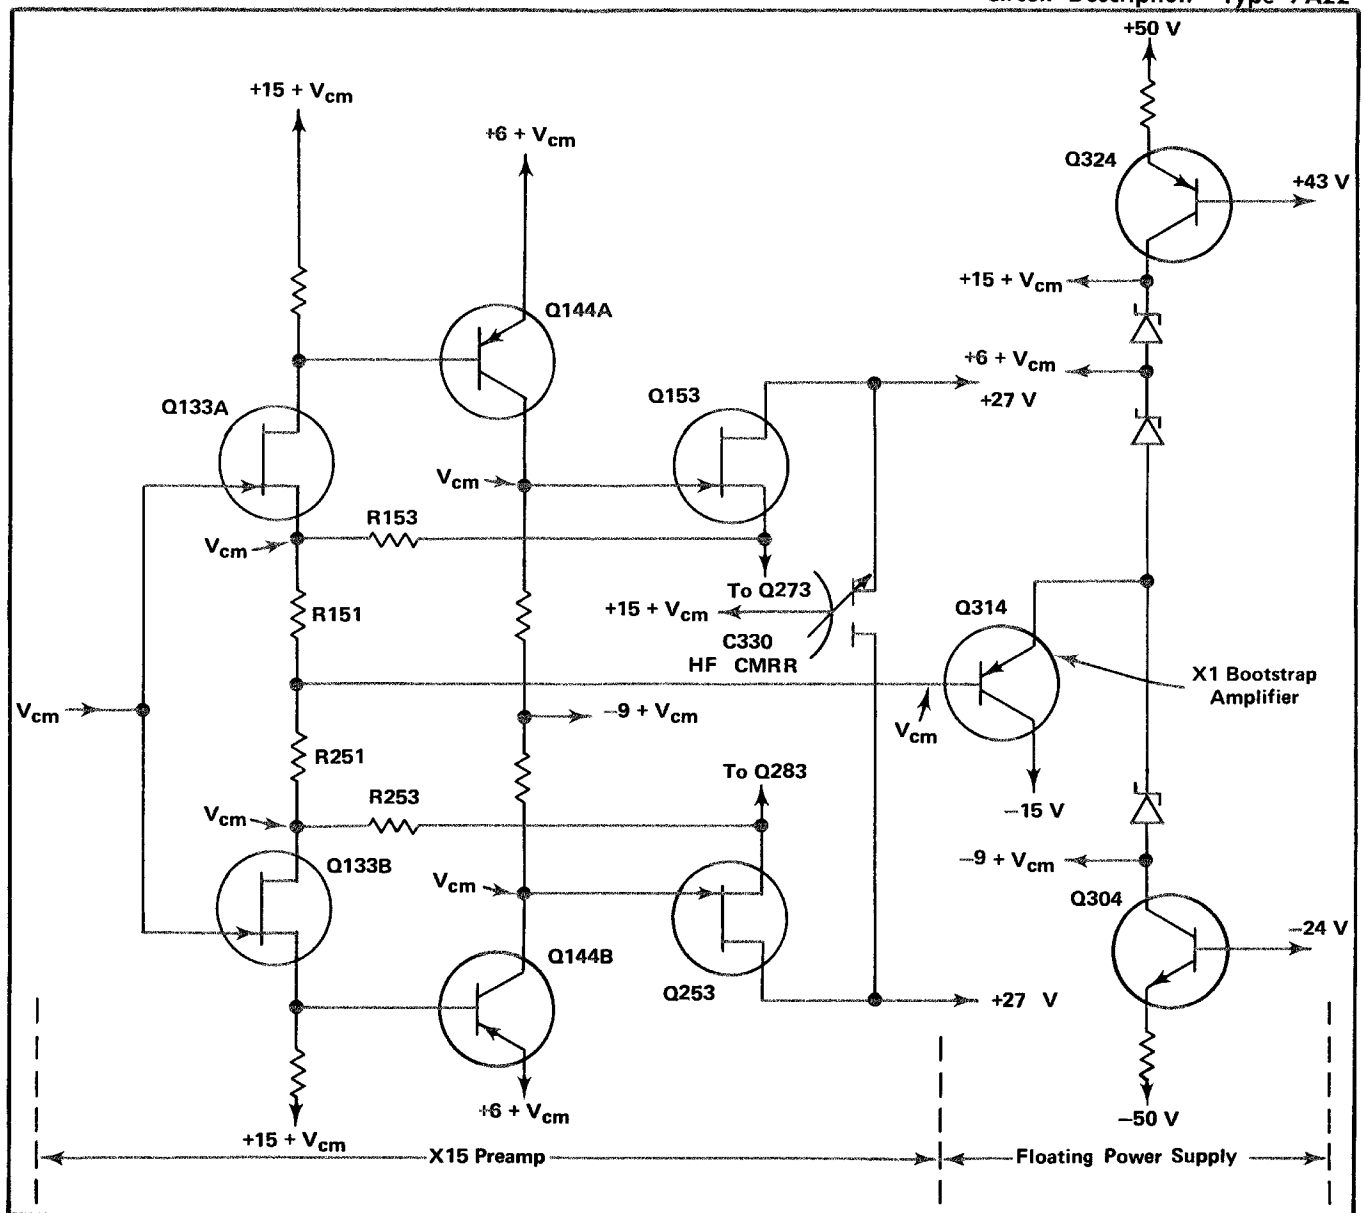 Circuit Description—Type 7A22
+50 V
+15 + Vcm
+6 + Vcm
Q324
+43 V
+15 + Vcm
Q144A
+6 + Vcm
Q133A
Q153
+27 V
Vcm
R153
Vcm
To Q273
R151
+15 + Vcm
C330
HF CMRR
Q314
X1 Bootstrap
Amplifier
Vcm
−9 + Vcm
Vcm
R251
To Q283
R253
−15 V
Vcm
Q133B
Vcm
−9 + Vcm
Q304
−24 V
Q144B
Q253
+27 V
+6 + Vcm
−50 V
+15 + Vcm
X15 Preamp
Floating Power Supply